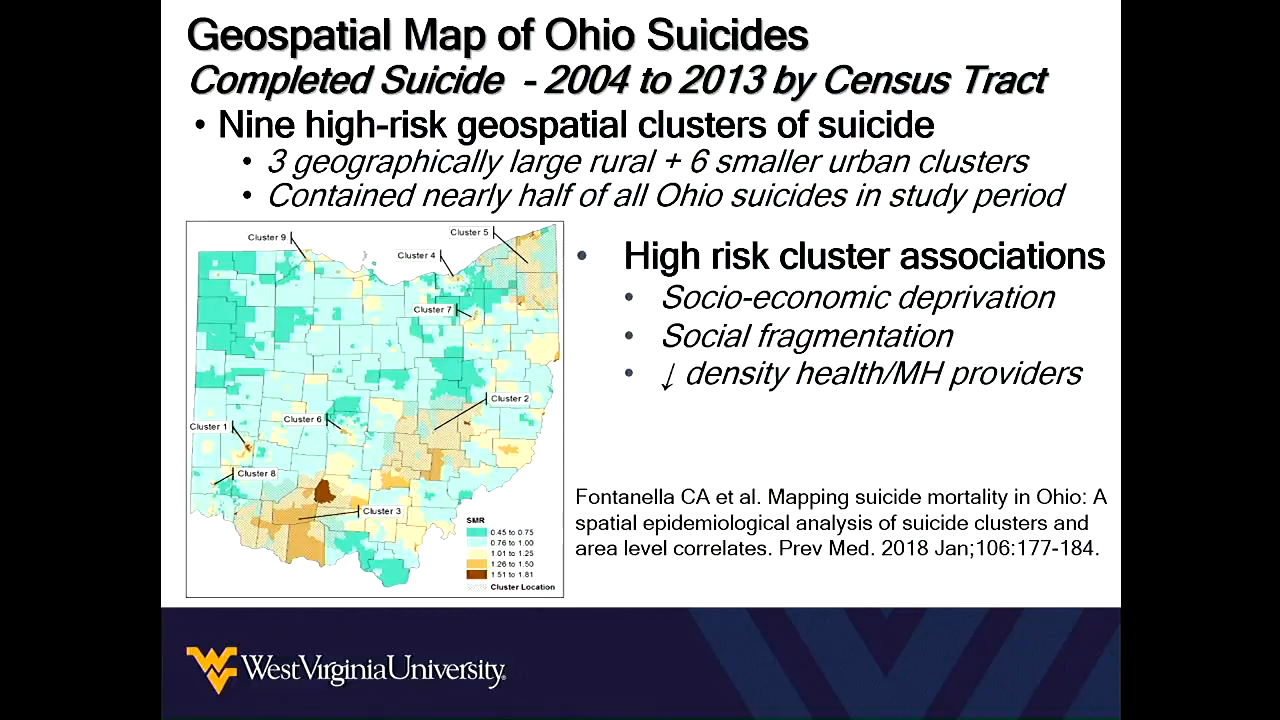 Geospatial Map of Ohio Suicides
Completed Suicide - 2004 to 2013 by Census Tract
• Nine high-risk geospatial clusters of suicide
• 3 geographically large rural + 6 smaller urban clusters
• Contained nearly half of all Ohio suicides in study period
Cluster 5
Cluster 9
Cluster 4
Cluster 7
Cluster 2
Cluster 6
Cluster 1
Cluster 8
Cluster 3
SMR
0.45 to 0.75
0.76 to 1.00
1.01 to 1.25
1.26 to 1.50
1.51 to 1.81
Cluster Location
• High risk cluster associations
• Socio-economic deprivation
• Social fragmentation
• ↓ density health/MH providers
Fontanella CA et al. Mapping suicide mortality in Ohio: A
spatial epidemiological analysis of suicide clusters and
area level correlates. Prev Med. 2018 Jan;106:177-184.
WestVirginiaUniversity.